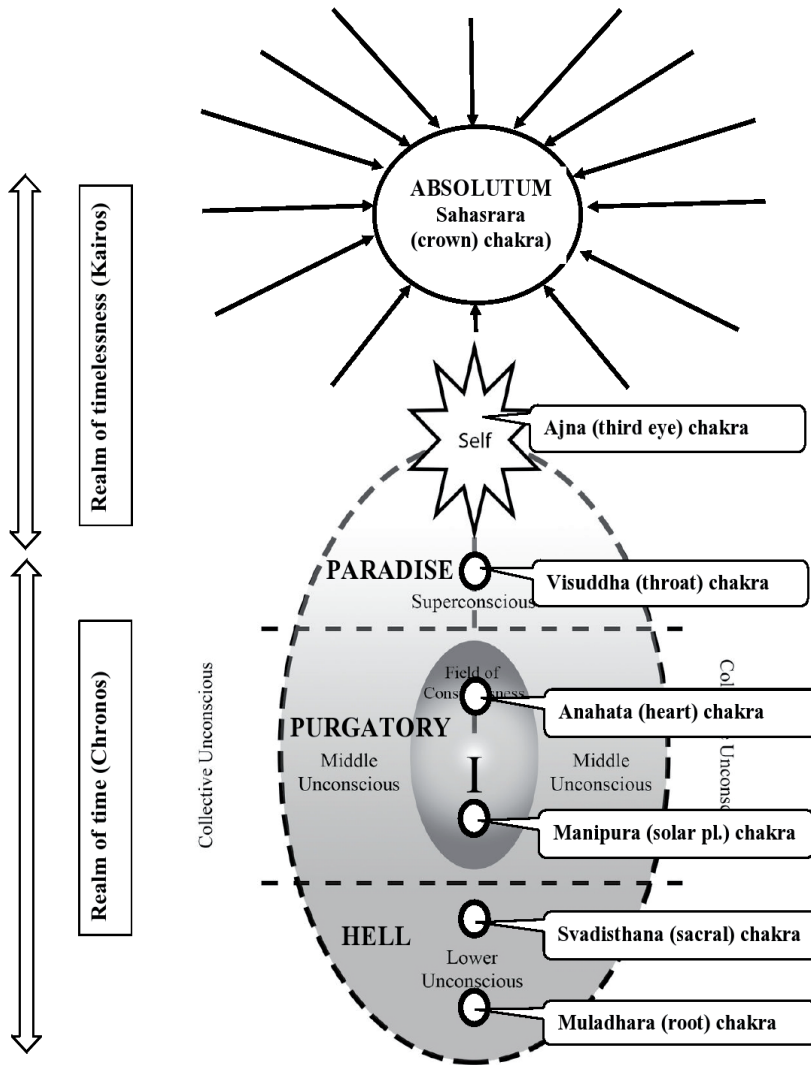 ABSOLUTUM
Sahasrara
(crown) chakra)
Realm of timelessness (Kairos)
Self
Ajna (third eye) chakra
PARADISE
Superconscious
Visuddha (throat) chakra
Realm of time (Chronos)
Collective Unconscious
Field of
Anahata (heart) chakra
PURGATORY
Middle
Unconscious
I
Middle
Unconscious
Manipura (solar pl.) chakra
HELL
Svadisthana (sacral) chakra
Lower
Unconscious
Muladhara (root) chakra